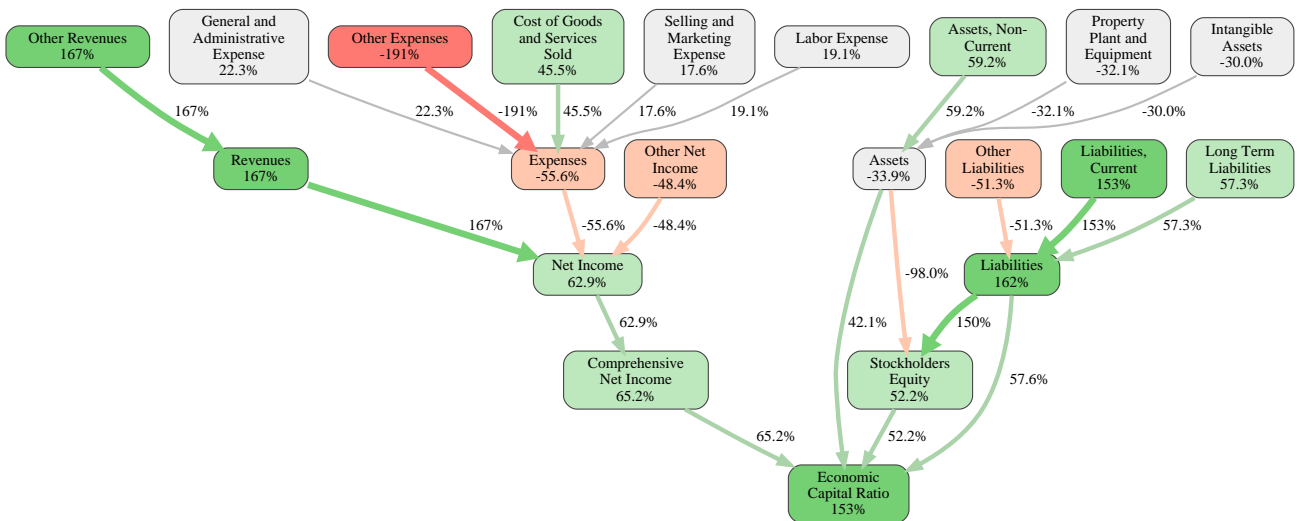 Other Revenues
167%
General and
Administrative
Expense
22.3%
Other Expenses
-191%
Cost of Goods
and Services
Sold
45.5%
Selling and
Marketing
Expense
17.6%
Labor Expense
19.1%
Assets, Non-
Current
59.2%
Property
Plant and
Equipment
-32.1%
Intangible
Assets
-30.0%
167%
22.3%
-191%
45.5%
17.6%
19.1%
59.2%
-32.1%
-30.0%
Revenues
167%
Expenses
-55.6%
Other Net
Income
-48.4%
Assets
-33.9%
Other
Liabilities
-51.3%
Liabilities,
Current
153%
Long Term
Liabilities
57.3%
167%
-55.6%
-48.4%
-51.3%
153%
57.3%
Net Income
62.9%
-98.0%
Liabilities
162%
62.9%
42.1%
150%
Comprehensive
Net Income
65.2%
Stockholders
Equity
52.2%
57.6%
65.2%
52.2%
Economic
Capital Ratio
153%